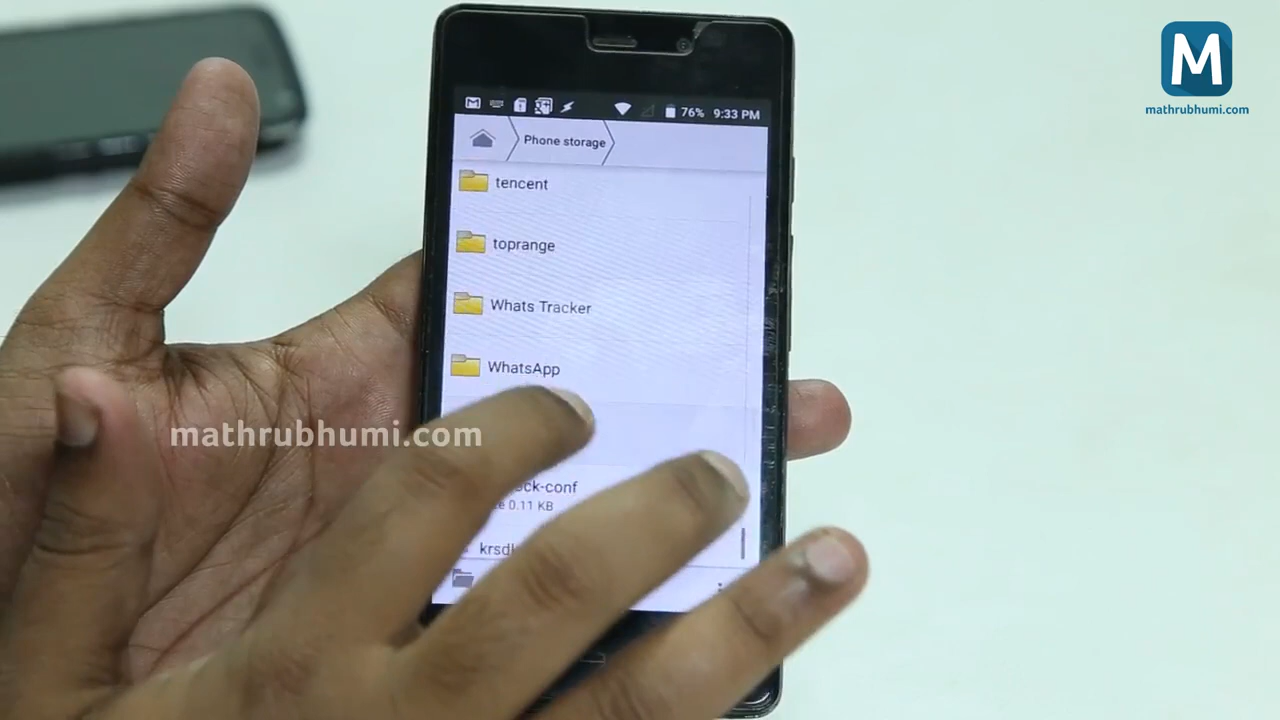 M
mathrubhumi.com
76% 9:33 PM
Phone storage
tencent
toprange
Whats Tracker
WhatsApp
mathrubhumi.com
0.11 KB